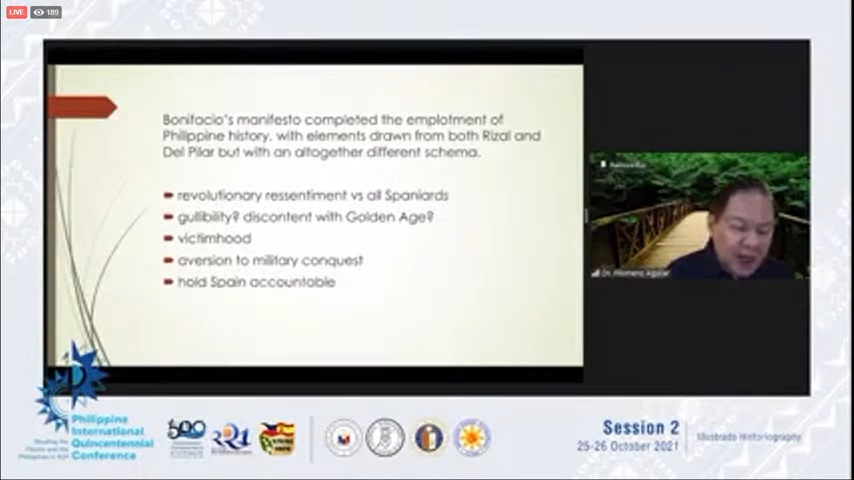 LIVE 189
Bonifacio's manifesto completed the emplotment of
Philippine history, with elements drawn from both Rizal and
Del Pilar but with an altogether different schema.
revolutionary ressentiment vs all Spaniards
gullibility? discontent with Golden Age?
victimhood
aversion to military conquest
hold Spain accountable
Dr. Filomeno Aguilar
Philippine
International
Quincentennial
Conference
500
Session 2
25-26 October 2021
Illustrado Historiography